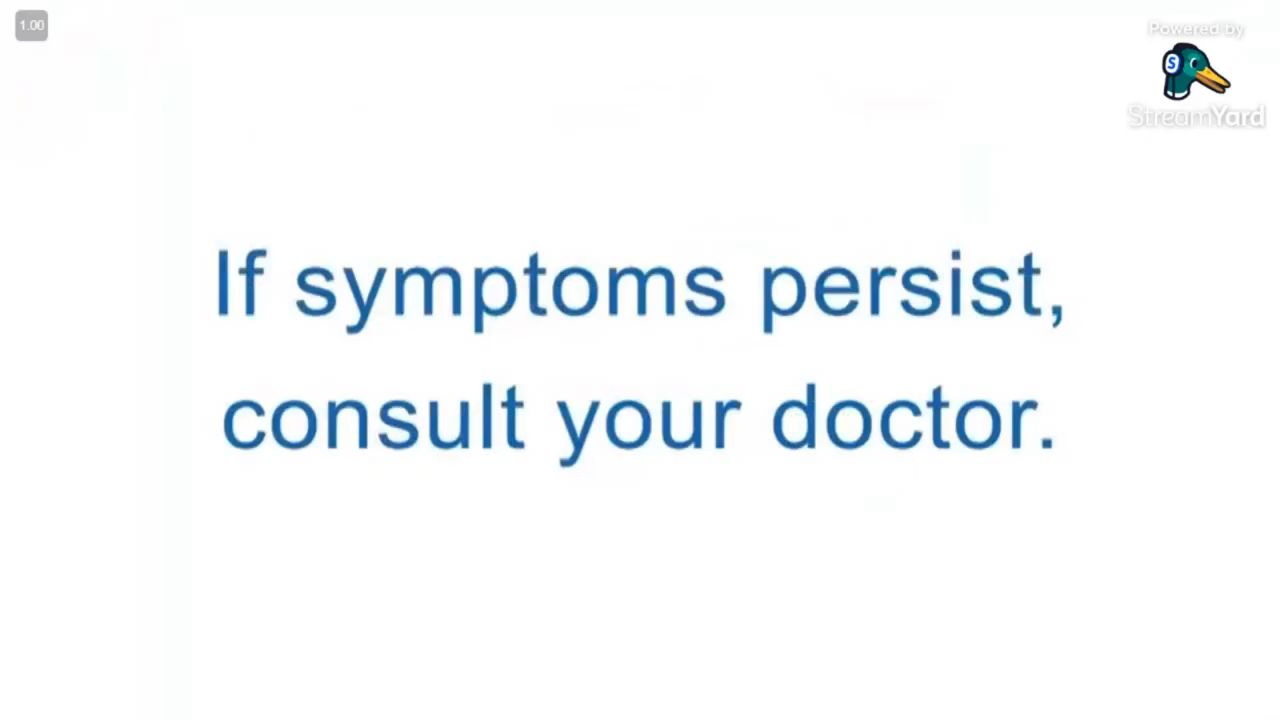 1.00
Powered by
S
StreamYard
If symptoms persist,
consult your doctor.